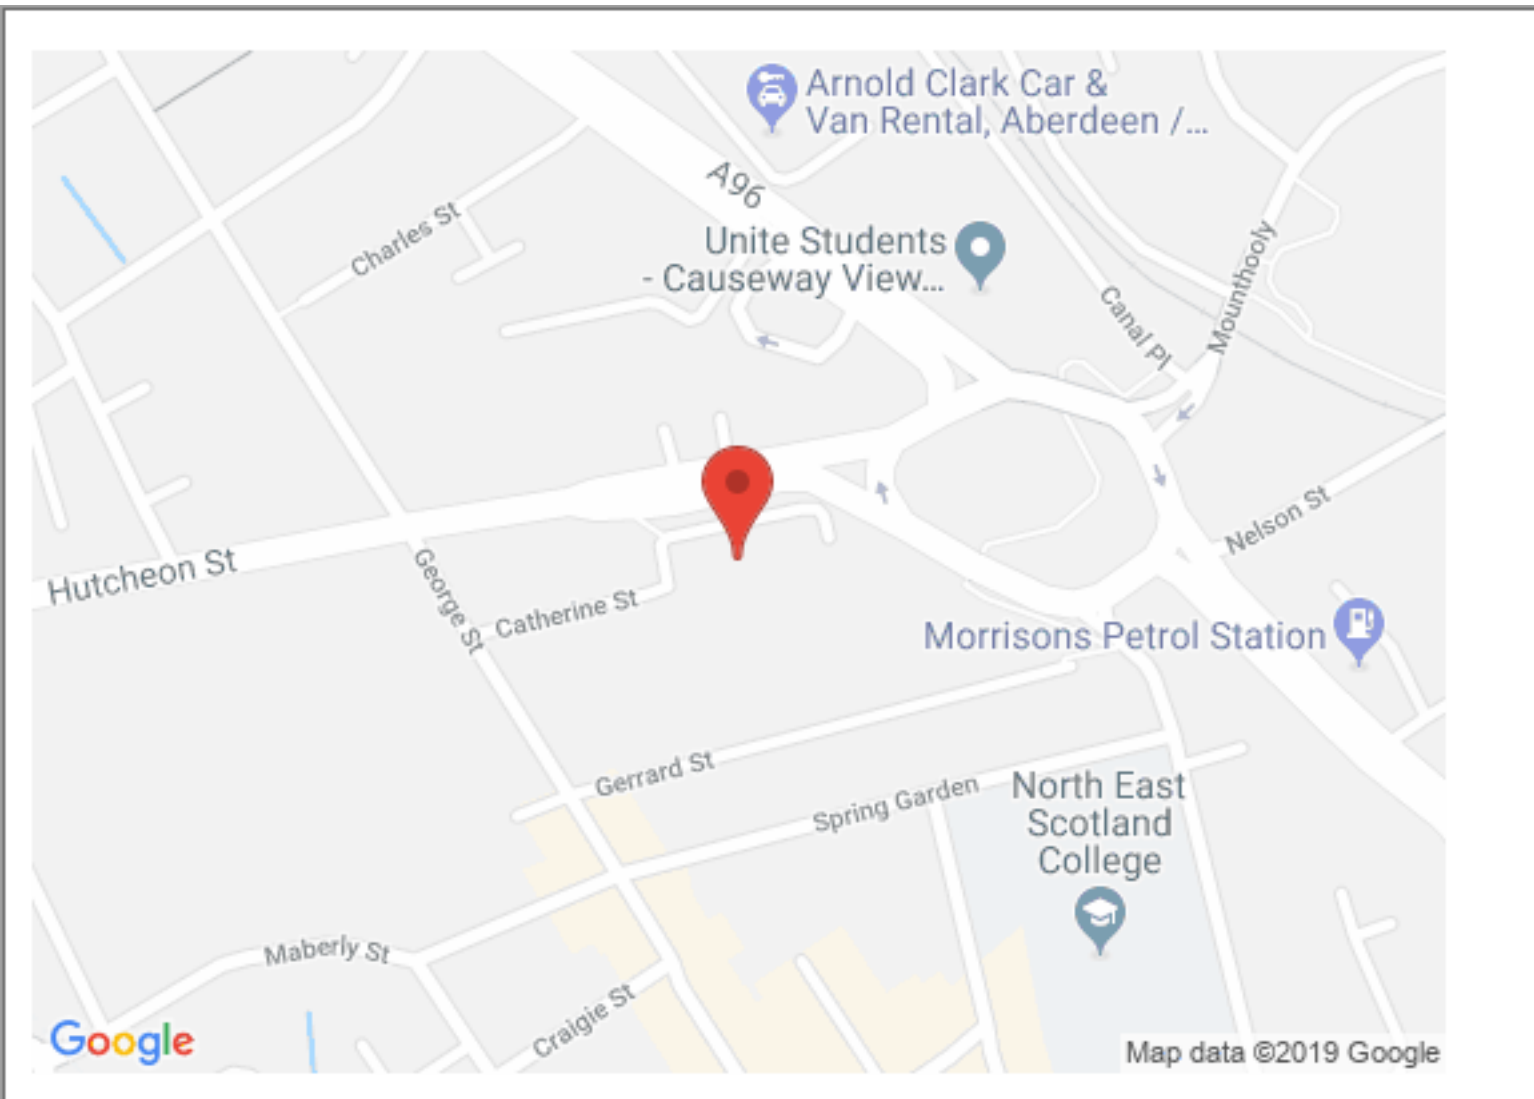 Arnold Clark Car &
Van Rental, Aberdeen /...
A96
Charles St
Unite Students
- Causeway View...
Mounthooly
Canal Pl
Nelson St
Hutcheon St
George St
Catherine St
Morrisons Petrol Station
Gerrard St
Spring Garden
North East
Scotland
College
Maberly St
Craigie St
Google
Map data ©2019 Google